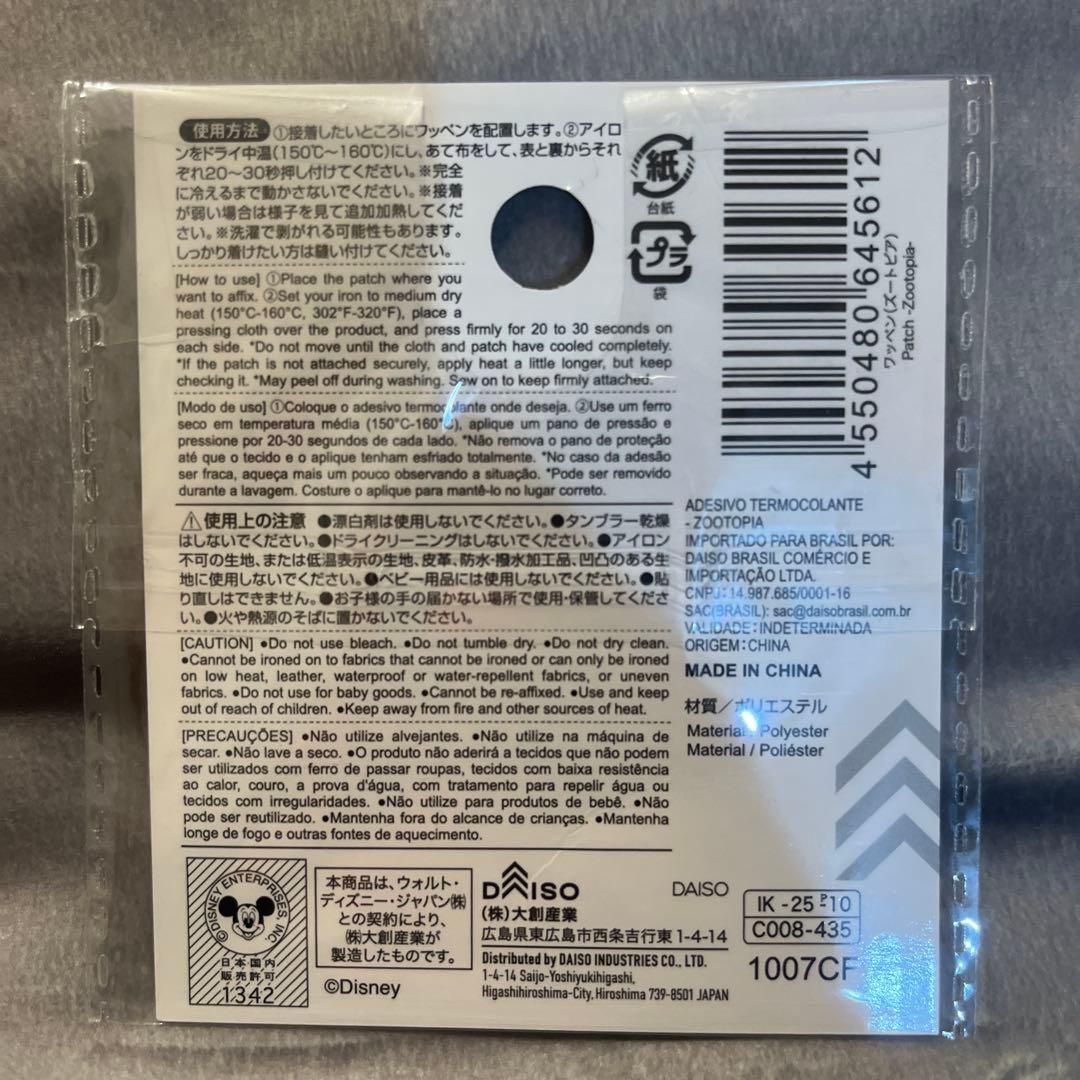 使用方法 ①接着したいところにワッペンを配置します。②アイロ
ンをドライ中温(150℃～160℃)にし、あて布をして、表と裏からそれ
ぞれ20～30秒押し付けてください。※完全
に冷えるまで動かさないでください。※接着
が弱い場合は様子を見て追加加熱してくだ
さい。※洗濯で剥がれる可能性もあります。
しっかり着けたい方は縫い付けてください。
[How to use] ①Place the patch where you
want to affix. ②Set your iron to medium dry
heat (150°C-160°C, 302°F-320°F), place a
pressing cloth over the product, and press firmly for 20 to 30 seconds on
each side. *Do not move until the cloth and patch have cooled completely.
*If the patch is not attached securely, apply heat a little longer, but keep
checking it. *May peel off during washing. Sew on to keep firmly attached.
[Modo de uso] ①Coloque o adesivo termocolante onde deseja. ②Use um ferro
seco em temperatura média (150°C-160°C), aplique um pano de pressão e
pressione por 20-30 segundos de cada lado. *Não remova o pano de proteção
até que o tecido e o aplique tenham esfriado totalmente. *No caso da adesão
ser fraca, aqueça mais um pouco observando a situação. *Pode ser removido
durante a lavagem. Costure o aplique para mantê-lo no lugar correto.
⚠使用上の注意 ●漂白剤は使用しないでください。●タンブラー乾燥
はしないでください。●ドライクリーニングはしないでください。●アイロン
不可の生地、または低温表示の生地、皮革、防水・撥水加工品、凹凸のある生
地に使用しないでください。●ベビー用品には使用しないでください。●貼
り直しはできません。●お子様の手の届かない場所で使用・保管してくださ
い。●火や熱源のそばに置かないでください。
[CAUTION] ●Do not use bleach. ●Do not tumble dry. ●Do not dry clean.
●Cannot be ironed on to fabrics that cannot be ironed or can only be ironed
on low heat, leather, waterproof or water-repellent fabrics, or uneven
fabrics. ●Do not use for baby goods. ●Cannot be re-affixed. ●Use and keep
out of reach of children. ●Keep away from fire and other sources of heat.
[PRECAUÇÕES] ●Não utilize alvejantes. ●Não utilize na máquina de
secar. ●Não lave a seco. ●O produto não aderirá a tecidos que não podem
ser utilizados com ferro de passar roupas, tecidos com baixa resistência
ao calor, couro, a prova d'água, com tratamento para repelir água ou
tecidos com irregularidades. ●Não utilize para produtos de bebê. ●Não
pode ser reutilizado. ●Mantenha fora do alcance de crianças. ●Mantenha
longe de fogo e outras fontes de aquecimento.
紙
台紙
プラ
袋
4 550480 645612
ワッペン(ズートピア)
Patch -Zootopia-
ADESIVO TERMOCOLANTE
- ZOOTOPIA
IMPORTADO PARA BRASIL POR:
DAISO BRASIL COMÉRCIO E
IMPORTAÇÃO LTDA.
CNPJ: 14.987.685/0001-16
SAC(BRASIL): sac@daisobrasil.com.br
VALIDADE: INDETERMINADA
ORIGEM: CHINA
MADE IN CHINA
材質／ポリエステル
Material / Polyester
Material / Poliéster
©DISNEY ENTERPRISES, INC.
日本国内
販売許可
1342
本商品は、ウォルト・
ディズニー・ジャパン㈱
との契約により、
㈱大創産業が
製造したものです。
©Disney
DAISO
(株)大創産業
広島県東広島市西条吉行東1-4-14
Distributed by DAISO INDUSTRIES CO., LTD.
1-4-14 Saijo-Yoshiyukihigashi,
Higashihiroshima-City, Hiroshima 739-8501 JAPAN
DAISO
IK -25 P-10
C008-435
1007CF